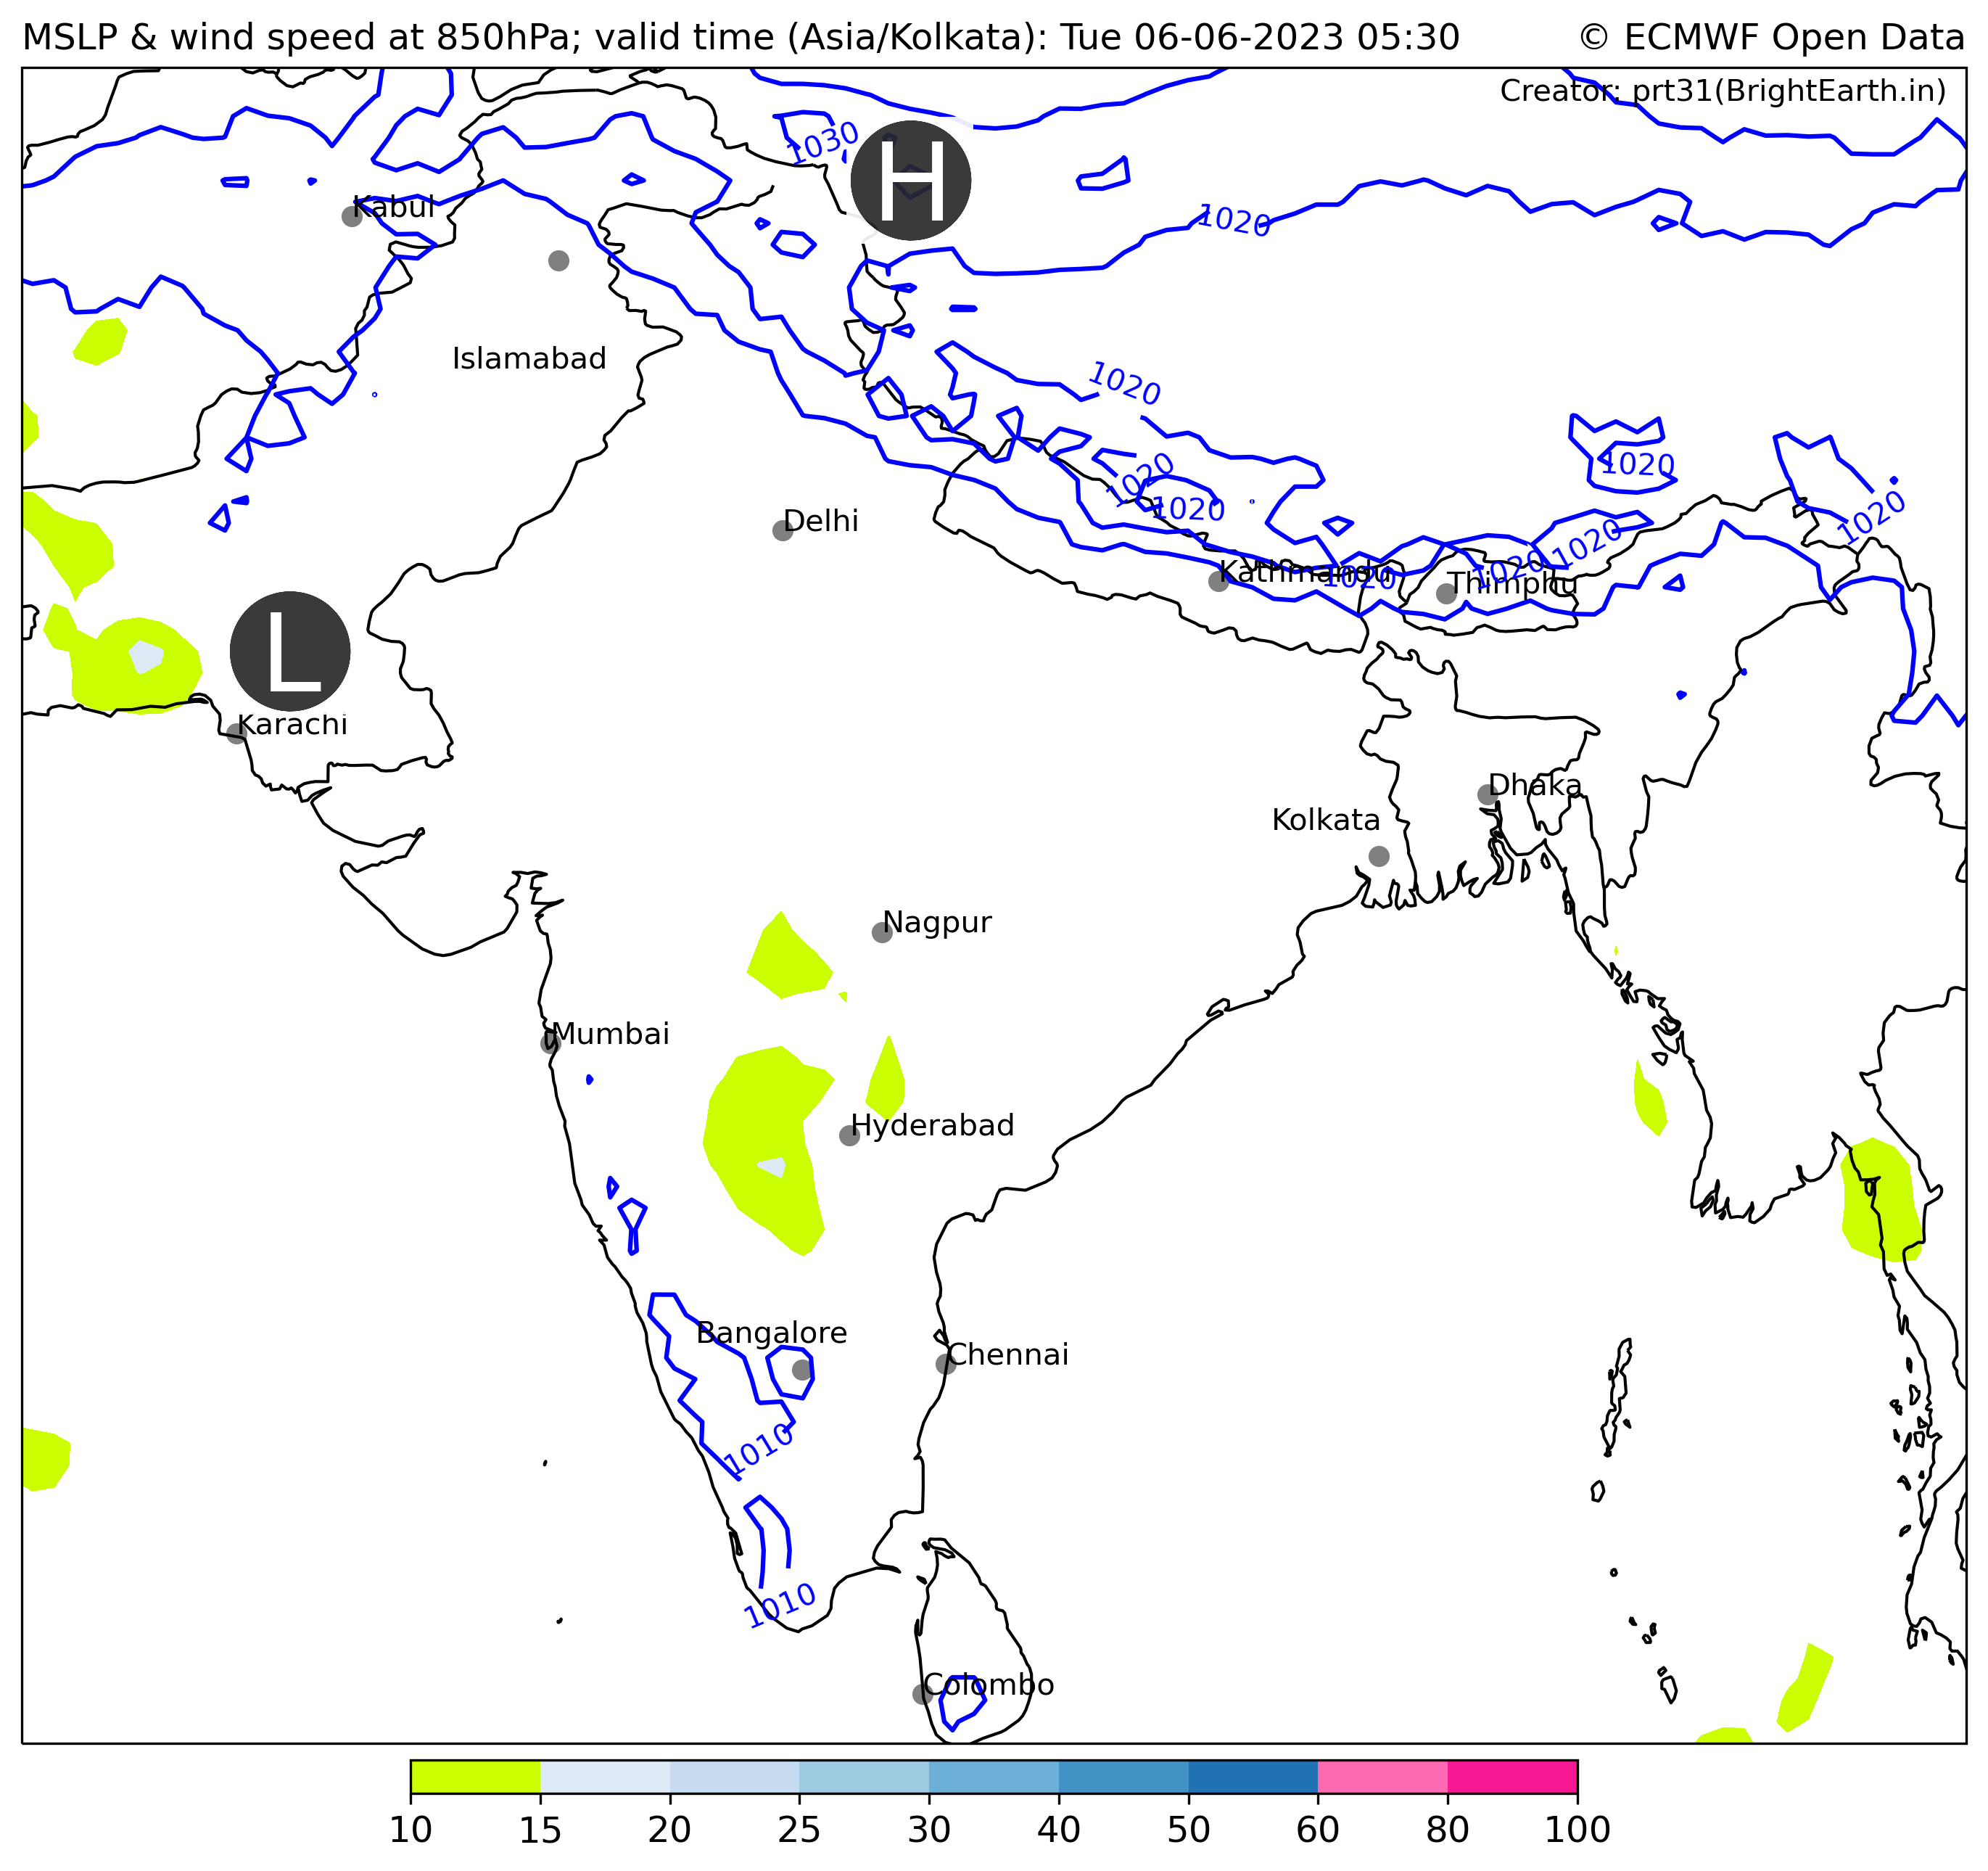 MSLP & wind speed at 850hPa; valid time (Asia/Kolkata): Tue 06-06-2023 05:30
© ECMWF Open Data
Creator: prt31(BrightEarth.in)
1030
H
Kabul
1020
Islamabad
1020
1020
1020
1020
Delhi
1020
1020
Kathmandu
1020
1020
Thimphu
L
Karachi
Dhaka
Kolkata
Nagpur
Mumbai
Hyderabad
Bangalore
Chennai
1010
1010
Colombo
10 15 20 25 30 40 50 60 80 100